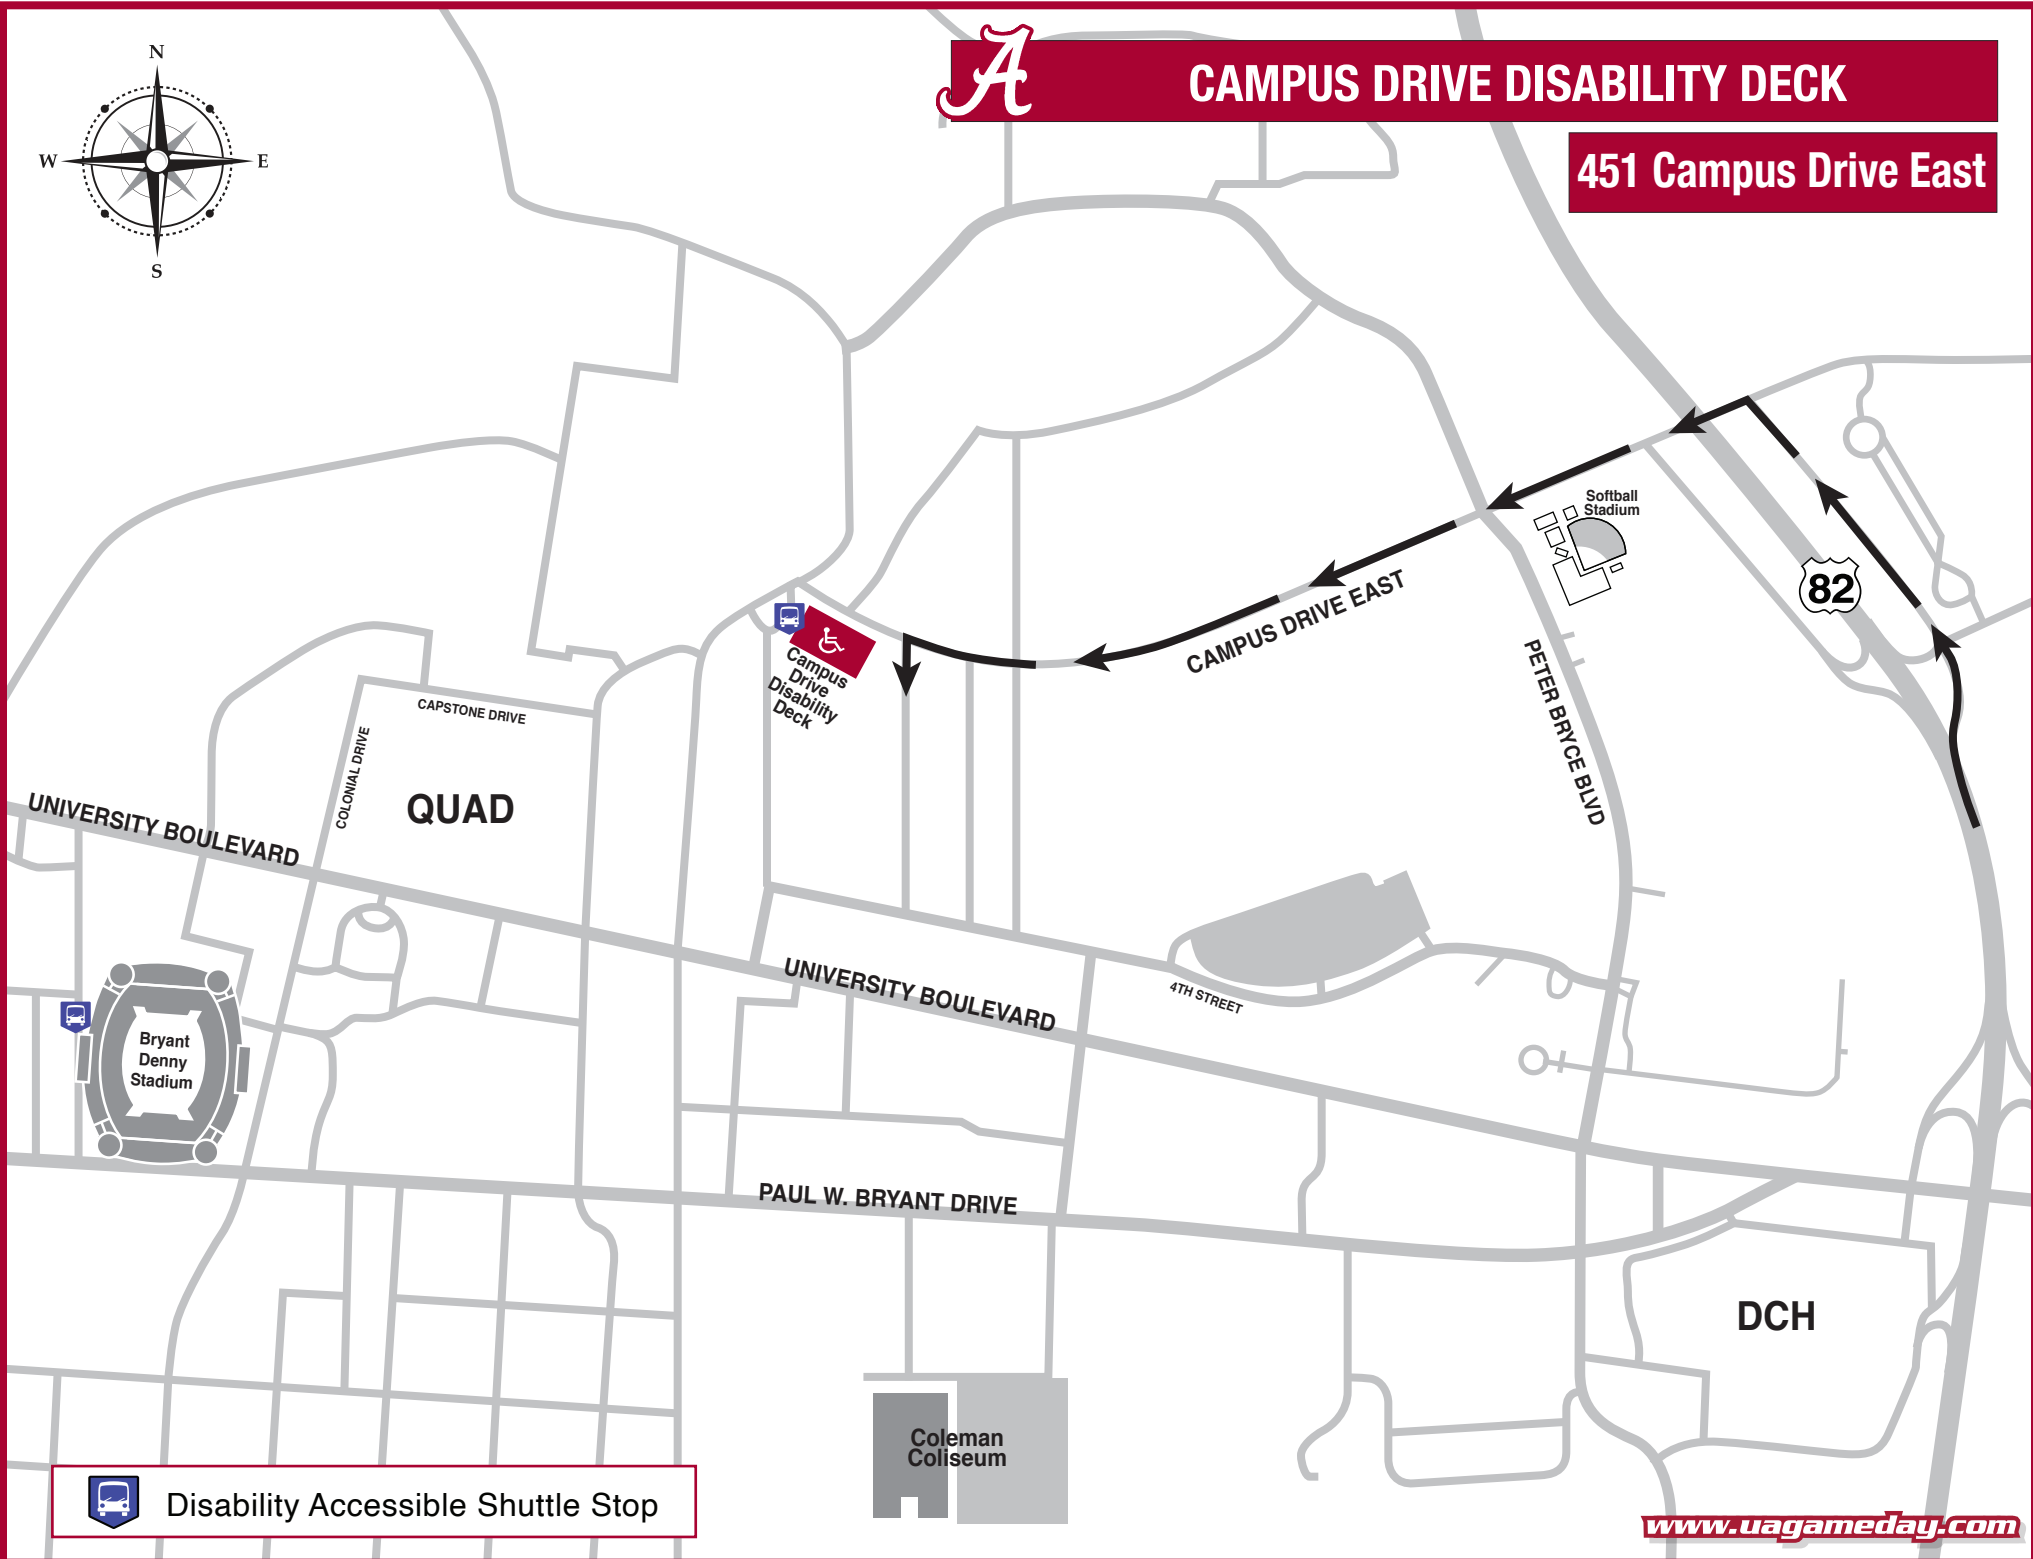 N
W
E
S
A
CAMPUS DRIVE DISABILITY DECK
451 Campus Drive East
Softball
Stadium
82
CAMPUS DRIVE EAST
PETER BRYCE BLVD
Campus
Drive
Disability
Deck
CAPSTONE DRIVE
COLONIAL DRIVE
QUAD
UNIVERSITY BOULEVARD
UNIVERSITY BOULEVARD
4TH STREET
Bryant
Denny
Stadium
PAUL W. BRYANT DRIVE
DCH
Coleman
Coliseum
Disability Accessible Shuttle Stop
www.uagameday.com